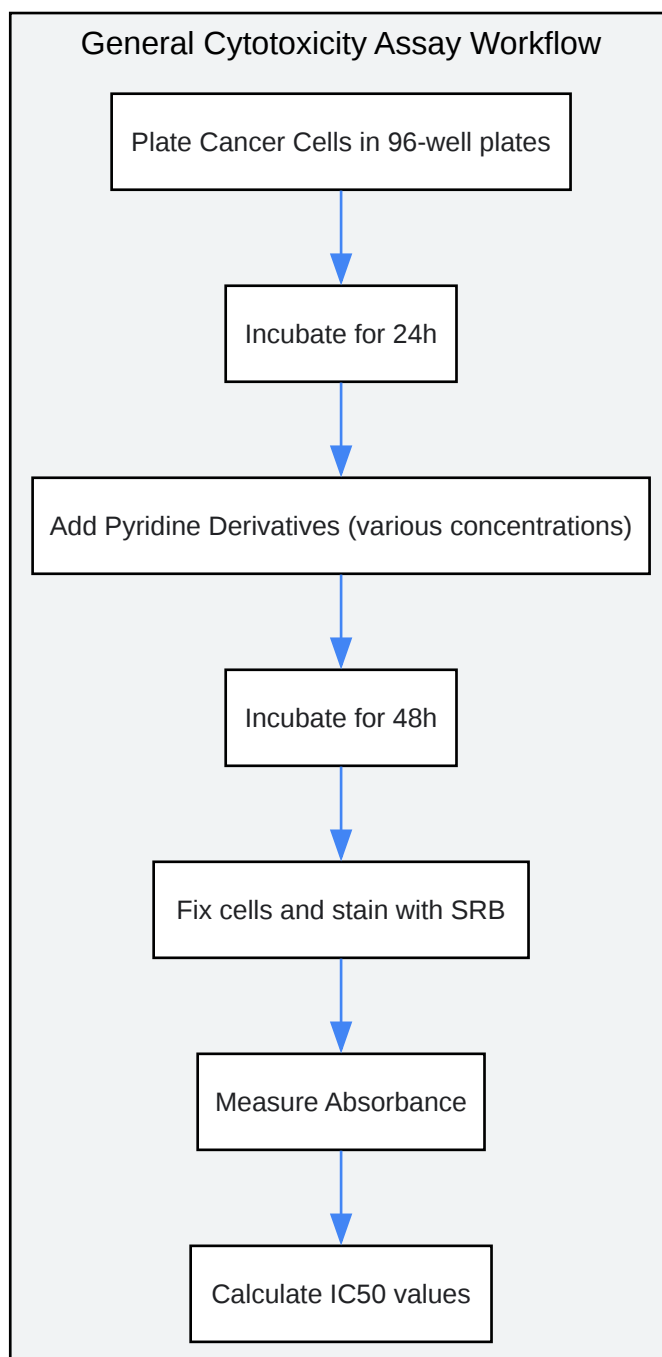 General Cytotoxicity Assay Workflow
Plate Cancer Cells in 96-well plates
Incubate for 24h
Add Pyridine Derivatives (various concentrations)
Incubate for 48h
Fix cells and stain with SRB
Measure Absorbance
Calculate IC50 values